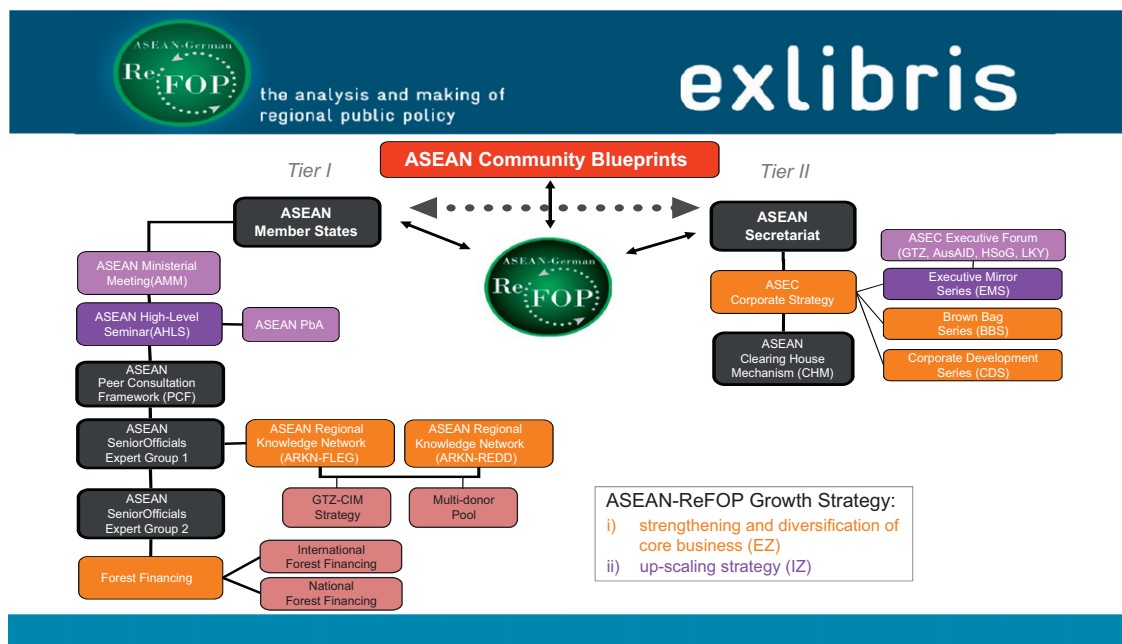 ASEAN-German
Re FOP
the analysis and making of
regional public policy
exlibris
ASEAN Community Blueprints
Tier I
Tier II
ASEAN
Member States
ASEAN
Secretariat
ASEAN-German
Re FOP
ASEAN Ministerial
Meeting(AMM)
ASEAN High-Level
Seminar(AHLS)
ASEAN PbA
ASEAN
Peer Consultation
Framework (PCF)
ASEAN
SeniorOfficials
Expert Group 1
ASEAN Regional
Knowledge Network
(ARKN-FLEG)
ASEAN Regional
Knowledge Network
(ARKN-REDD)
GTZ-CIM
Strategy
Multi-donor
Pool
ASEAN
SeniorOfficials
Expert Group 2
Forest Financing
International
Forest Financing
National
Forest Financing
ASEC
Corporate Strategy
ASEAN
Clearing House
Mechanism (CHM)
ASEC Executive Forum
(GTZ, AusAID, HSoG, LKY)
Executive Mirror
Series (EMS)
Brown Bag
Series (BBS)
Corporate Development
Series (CDS)
ASEAN-ReFOP Growth Strategy:
i) strengthening and diversification of
core business (EZ)
ii) up-scaling strategy (IZ)